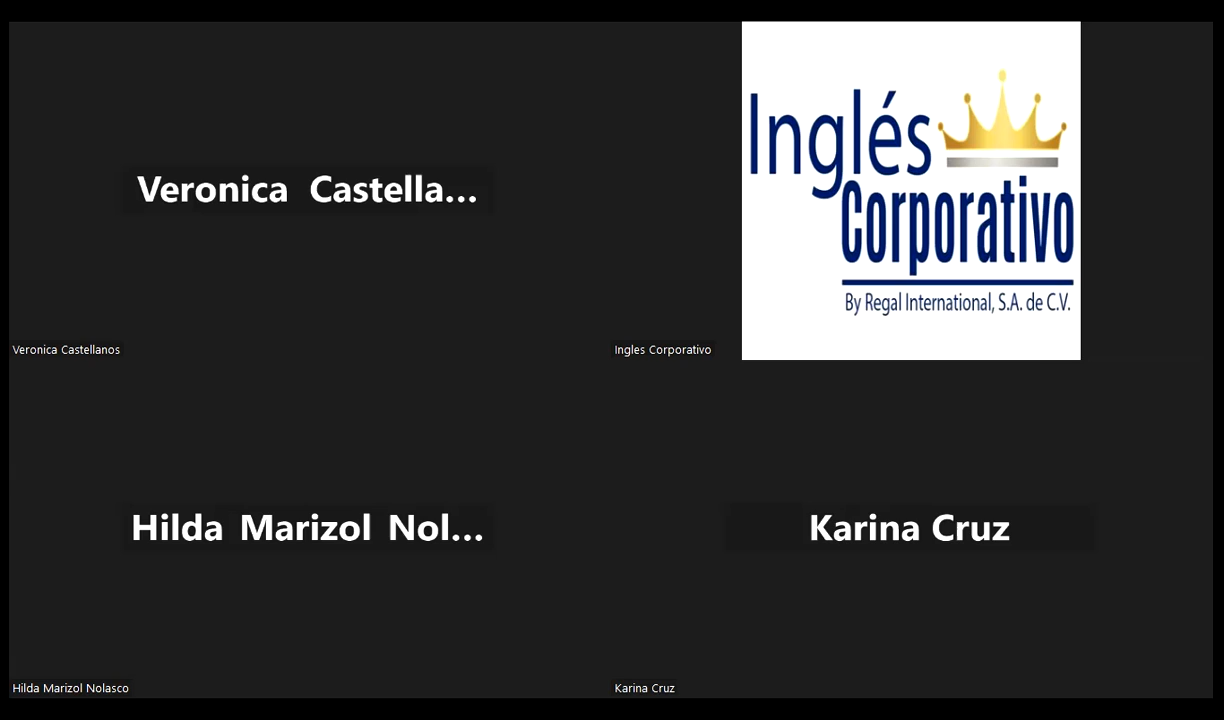 Veronica Castella...
Veronica Castellanos
Inglés
Corporativo
By Regal International, S.A. de C.V.
Ingles Corporativo
Hilda Marizol Nol...
Hilda Marizol Nolasco
Karina Cruz
Karina Cruz